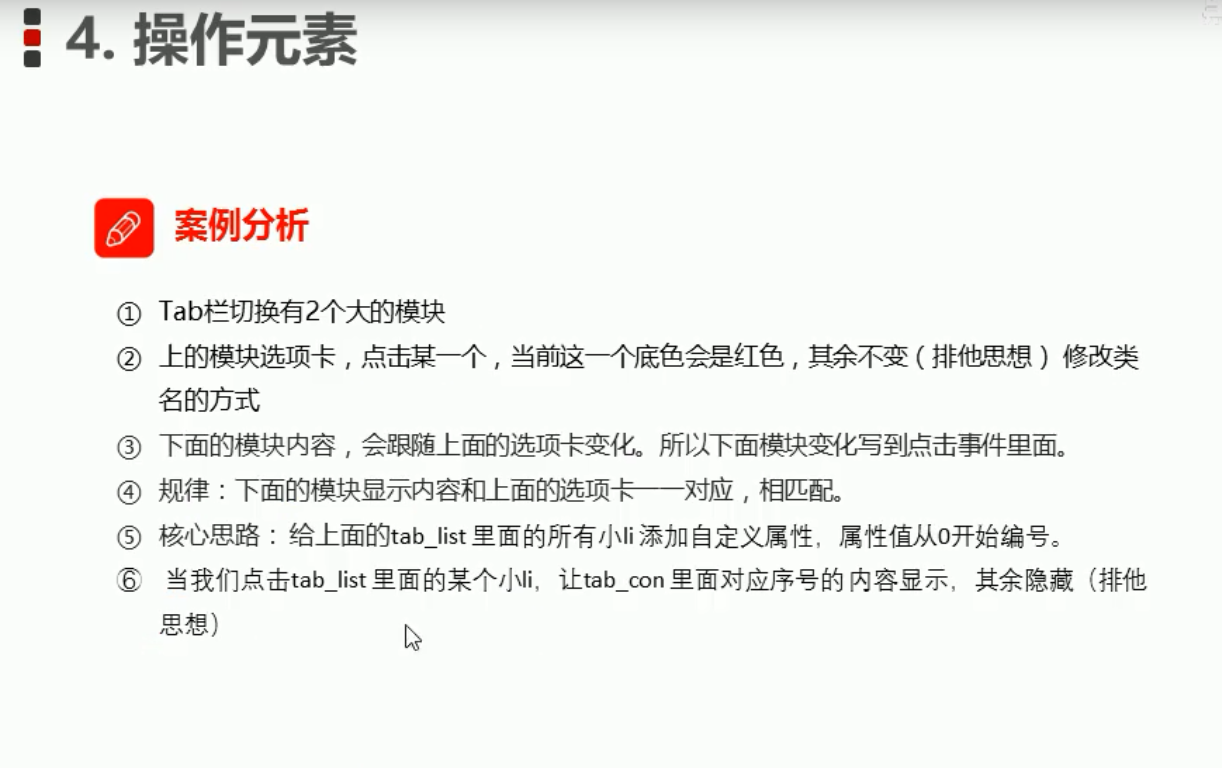 4. 操作元素
案例分析
① Tab栏切换有2个大的模块
② 上的模块选项卡，点击某一个，当前这一个底色会是红色，其余不变（排他思想） 修改类
名的方式
③ 下面的模块内容，会跟随上面的选项卡变化。所以下面模块变化写到点击事件里面。
④ 规律：下面的模块显示内容和上面的选项卡一一对应，相匹配。
⑤ 核心思路： 给上面的tab_list 里面的所有小li 添加自定义属性，属性值从0开始编号。
⑥ 当我们点击tab_list 里面的某个小li，让tab_con 里面对应序号的 内容显示，其余隐藏（排他
思想）